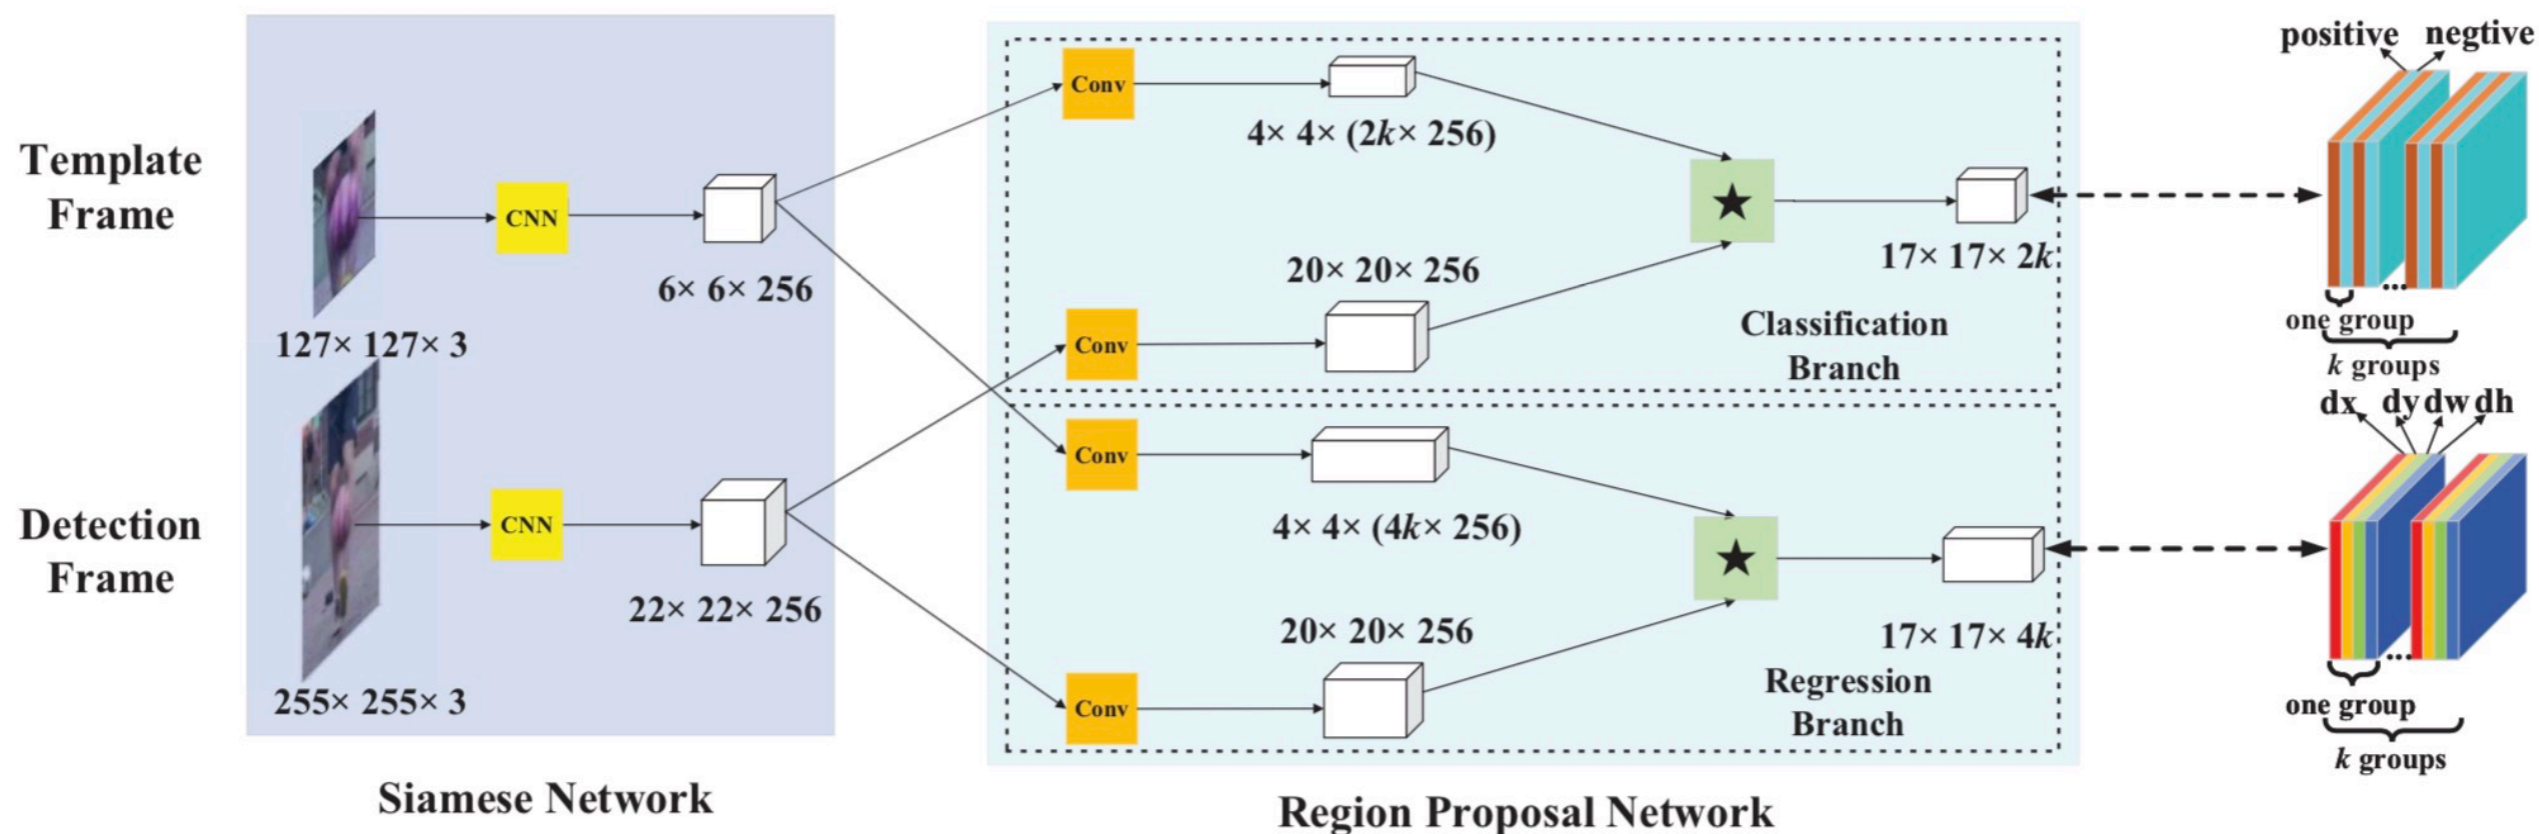 Template
Frame
127× 127× 3
CNN
6× 6× 256
Detection
Frame
255× 255× 3
CNN
22× 22× 256
Siamese Network
Conv
4× 4× (2k× 256)
20× 20× 256
Conv
17× 17× 2k
Classification
Branch
Conv
4× 4× (4k× 256)
20× 20× 256
Conv
17× 17× 4k
Regression
Branch
Region Proposal Network
positive negtive
...
one group
k groups
dx dy dw dh
...
one group
k groups